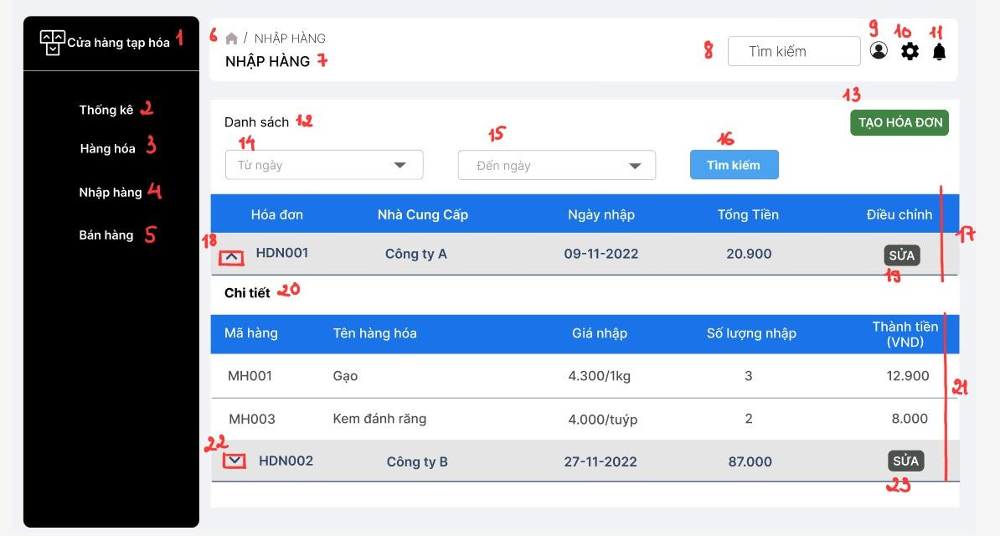 Cửa hàng tạp hóa 1
Thống kê 2
Hàng hóa 3
Nhập hàng 4
Bán hàng 5
6 / NHẬP HÀNG
NHẬP HÀNG 7
8 Tìm kiếm 9 10 11
Danh sách 12
13
TẠO HÓA ĐƠN
14 15 16
Từ ngày Đến ngày Tìm kiếm
Hóa đơn Nhà Cung Cấp Ngày nhập Tổng Tiền Điều chỉnh
17
18 HDN001 Công ty A 09-11-2022 20.900 SỬA
19
Chi tiết 20
Mã hàng Tên hàng hóa Giá nhập Số lượng nhập Thành tiền
(VND)
MH001 Gạo 4.300/1kg 3 12.900
21
MH003 Kem đánh răng 4.000/tuýp 2 8.000
22
HDN002 Công ty B 27-11-2022 87.000 SỬA
23